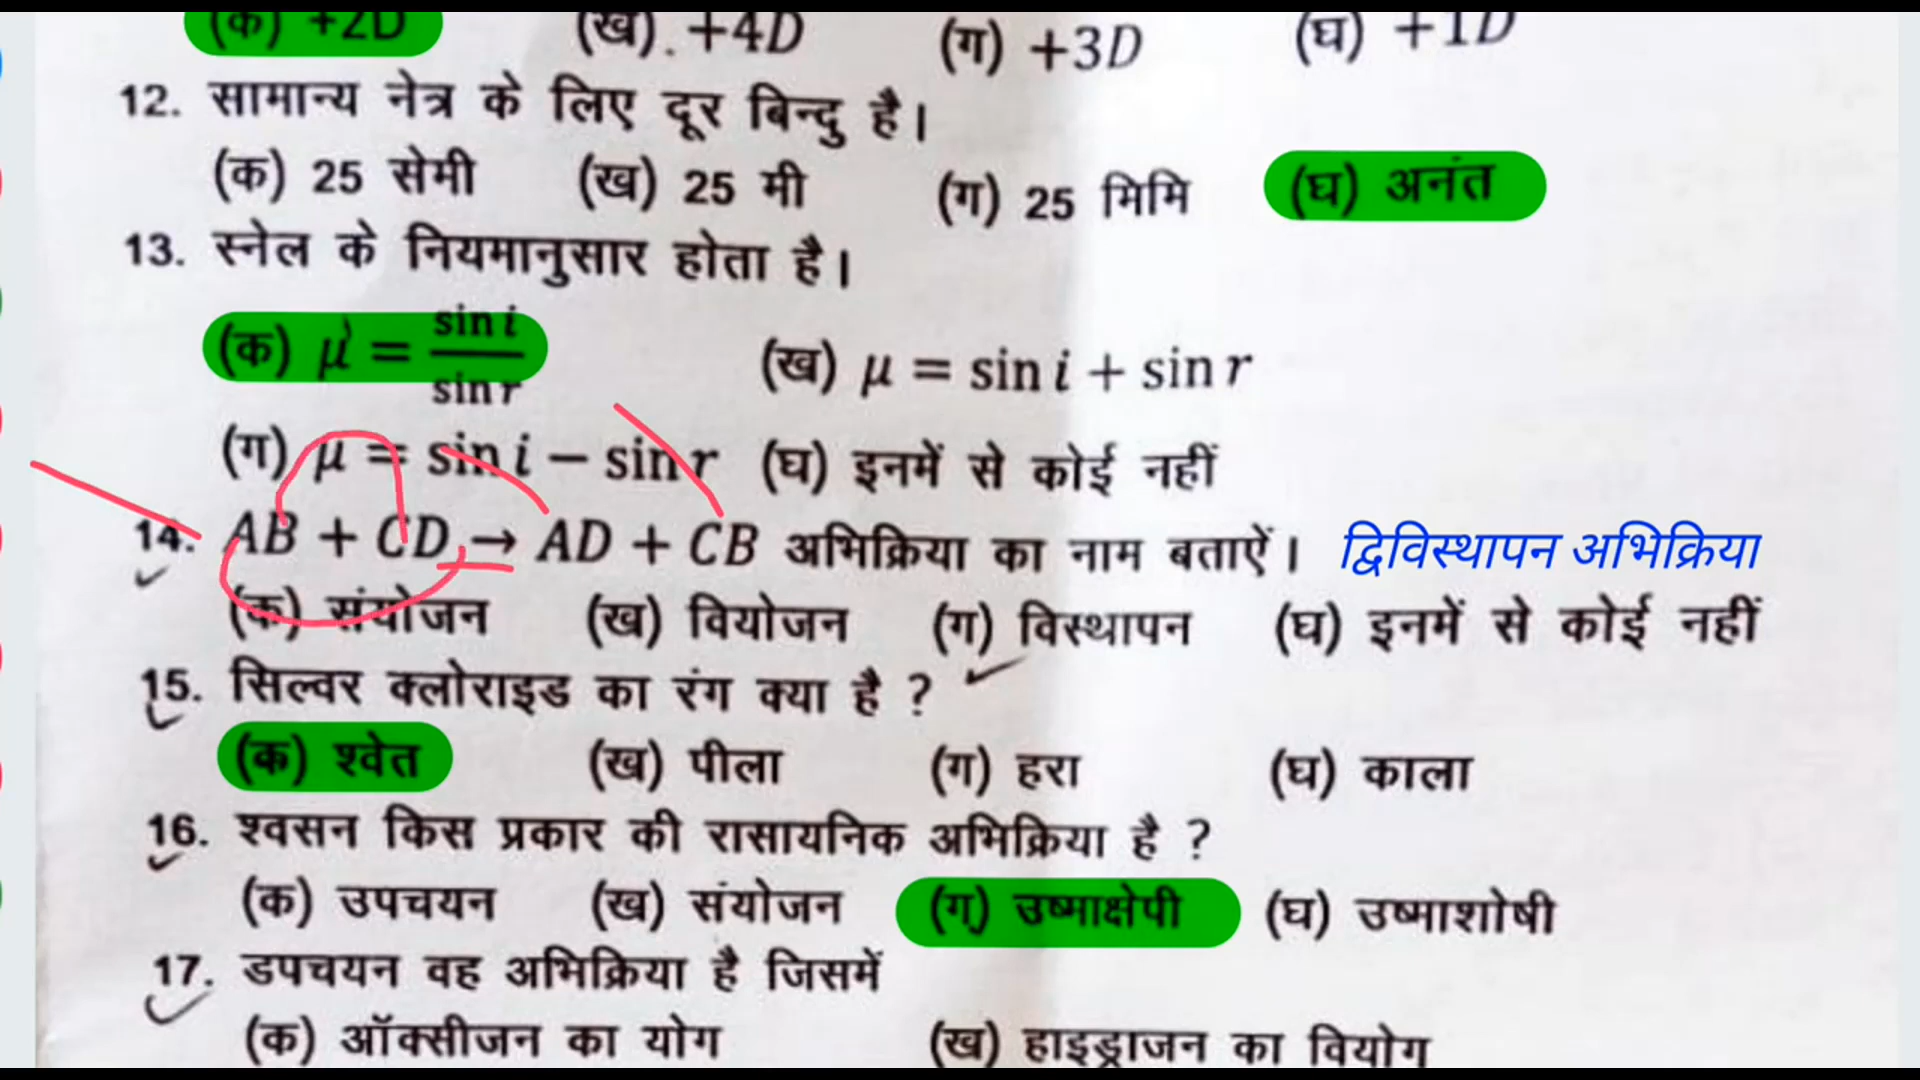 (क) +2D (ख) +4D (ग) +3D (घ) +1D
12. सामान्य नेत्र के लिए दूर बिन्दु है।
(क) 25 सेमी (ख) 25 मी (ग) 25 मिमि (घ) अनंत
13. स्नेल के नियमानुसार होता है।
(क) μ = sin i / sin r (ख) μ = sin i + sin r
(ग) μ = sin i − sin r (घ) इनमें से कोई नहीं
14. AB + CD → AD + CB अभिक्रिया का नाम बताऐं। द्विविस्थापन अभिक्रिया
(क) संयोजन (ख) वियोजन (ग) विस्थापन (घ) इनमें से कोई नहीं
15. सिल्वर क्लोराइड का रंग क्या है ?
(क) श्वेत (ख) पीला (ग) हरा (घ) काला
16. श्वसन किस प्रकार की रासायनिक अभिक्रिया है ?
(क) उपचयन (ख) संयोजन (ग) उष्माक्षेपी (घ) उष्माशोषी
17. डपचयन वह अभिक्रिया है जिसमें
(क) ऑक्सीजन का योग (ख) हाइड्राजन का वियोग